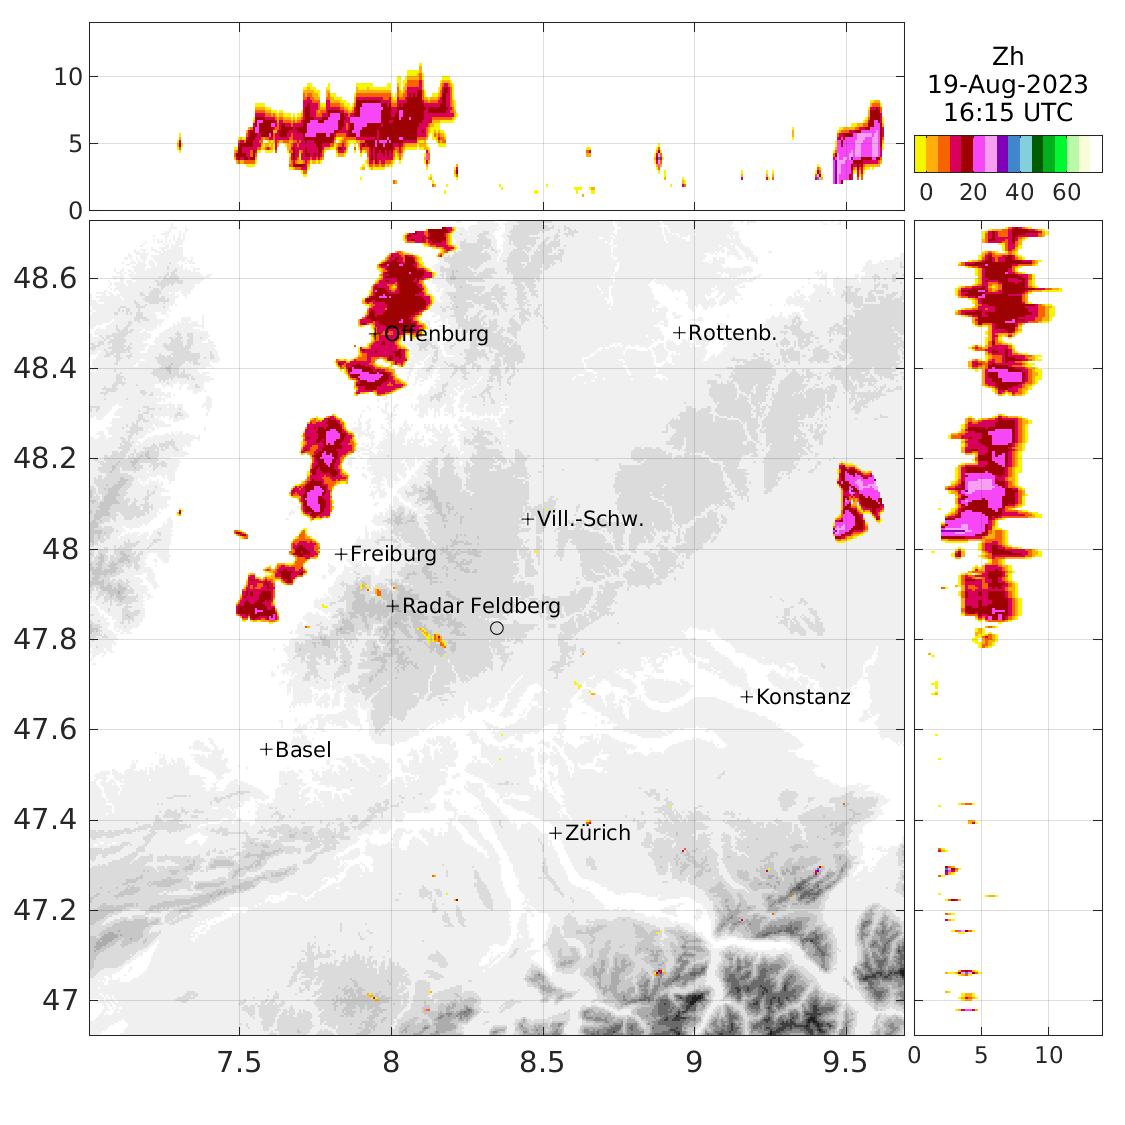 10
5
0
Zh
19-Aug-2023
16:15 UTC
0 20 40 60
48.6
48.4
48.2
48
47.8
47.6
47.4
47.2
47
Offenburg
Rottenb.
Vill.-Schw.
Freiburg
Radar Feldberg
Konstanz
Basel
Zürich
7.5 8 8.5 9 9.5
0 5 10